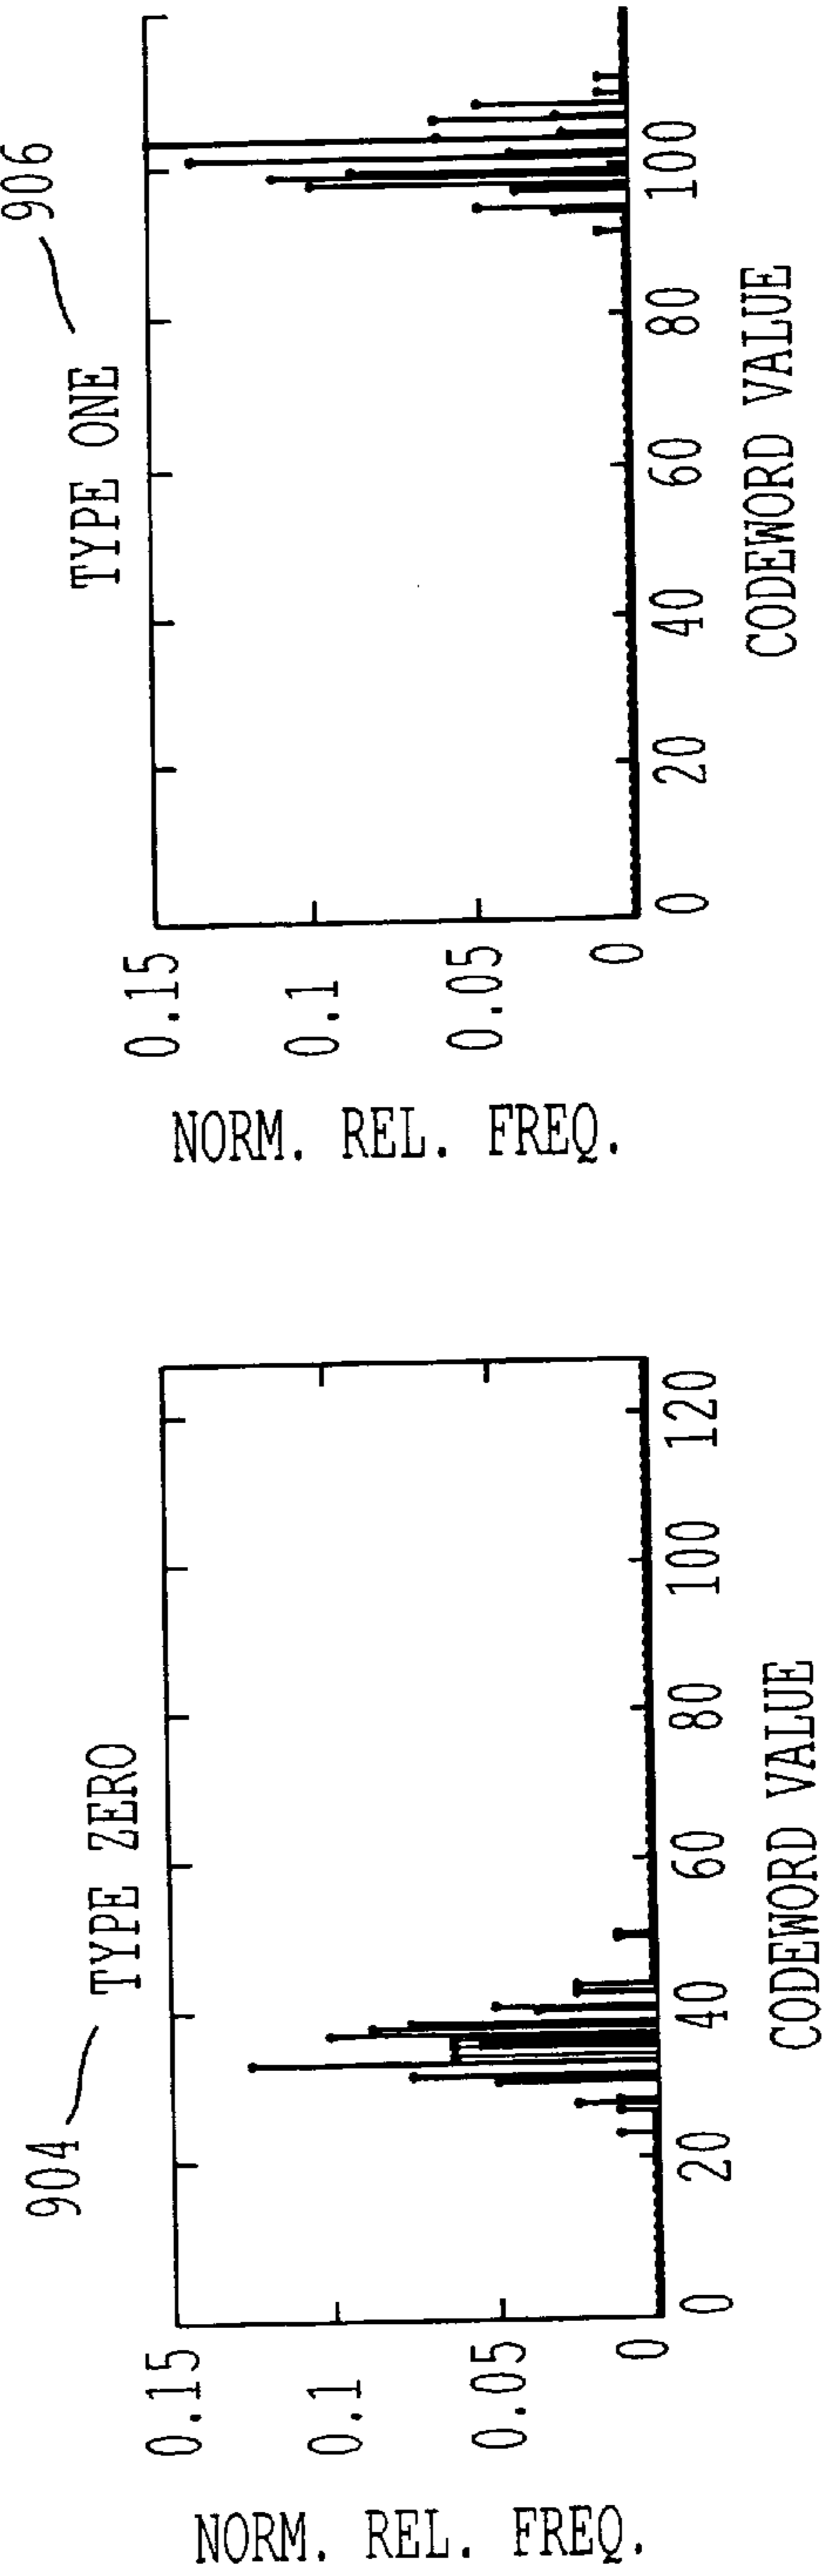 904
TYPE ZERO
NORM. REL. FREQ.
0.15
0.1
0.05
0
0 20 40 60 80 100 120
CODEWORD VALUE
906
TYPE ONE
NORM. REL. FREQ.
0.15
0.1
0.05
0
0 20 40 60 80 100
CODEWORD VALUE